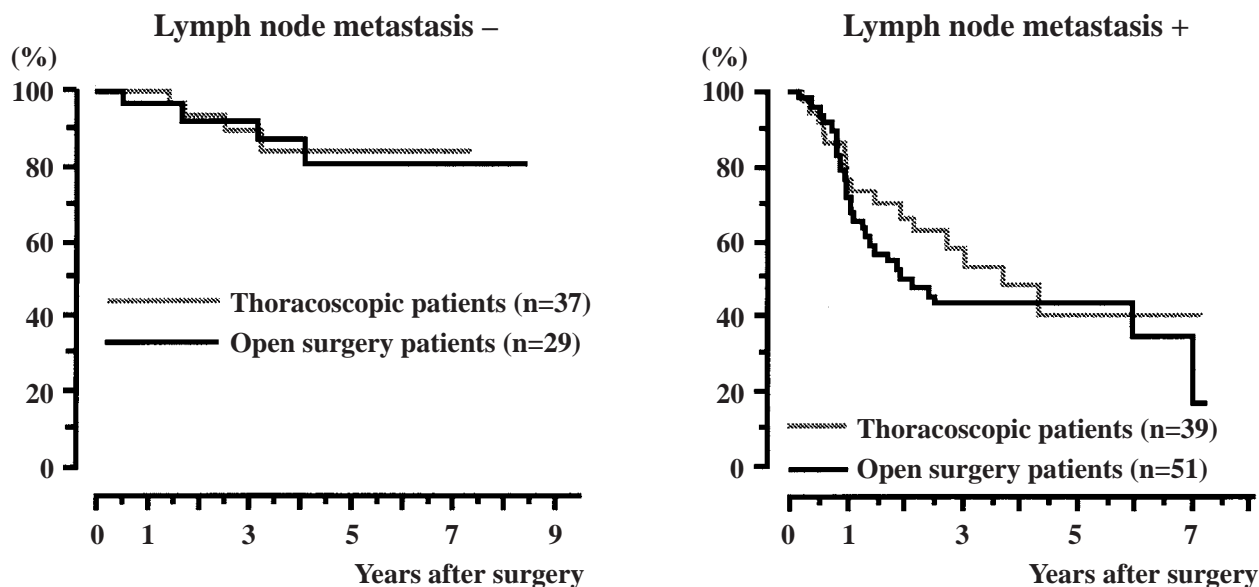 Lymph node metastasis –
(%)
100
80
60
40
20
0
Thoracoscopic patients (n=37)
Open surgery patients (n=29)
0 1 3 5 7 9
Years after surgery
Lymph node metastasis +
(%)
100
80
60
40
20
0
Thoracoscopic patients (n=39)
Open surgery patients (n=51)
0 1 3 5 7
Years after surgery